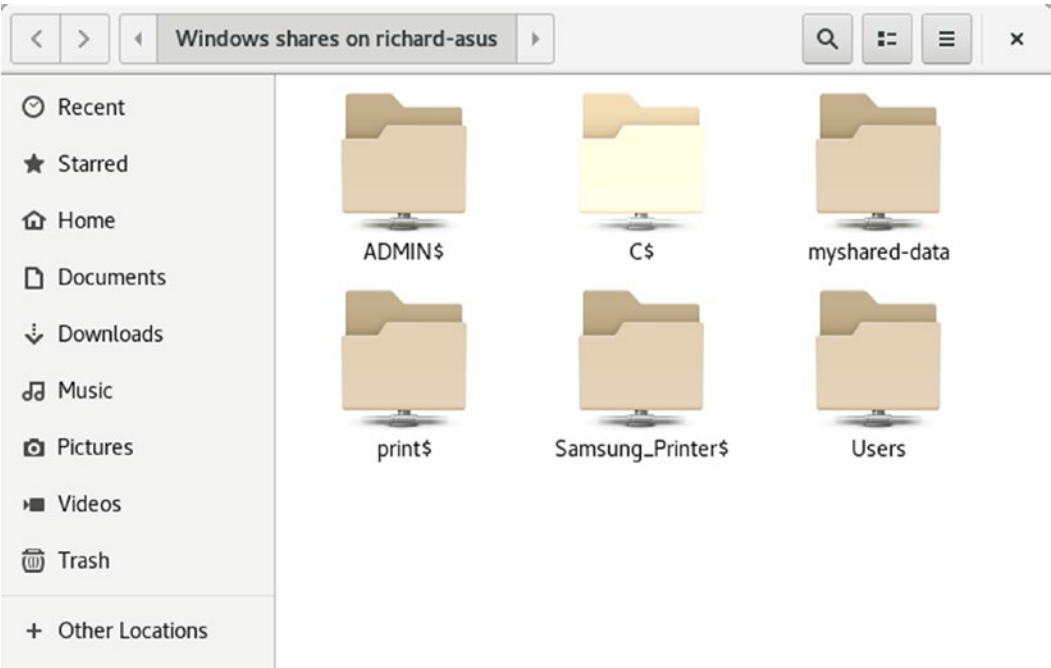 Windows shares on richard-asus
Recent
Starred
Home
Documents
Downloads
Music
Pictures
Videos
Trash
Other Locations
ADMIN$
C$
myshared-data
print$
Samsung_Printer$
Users